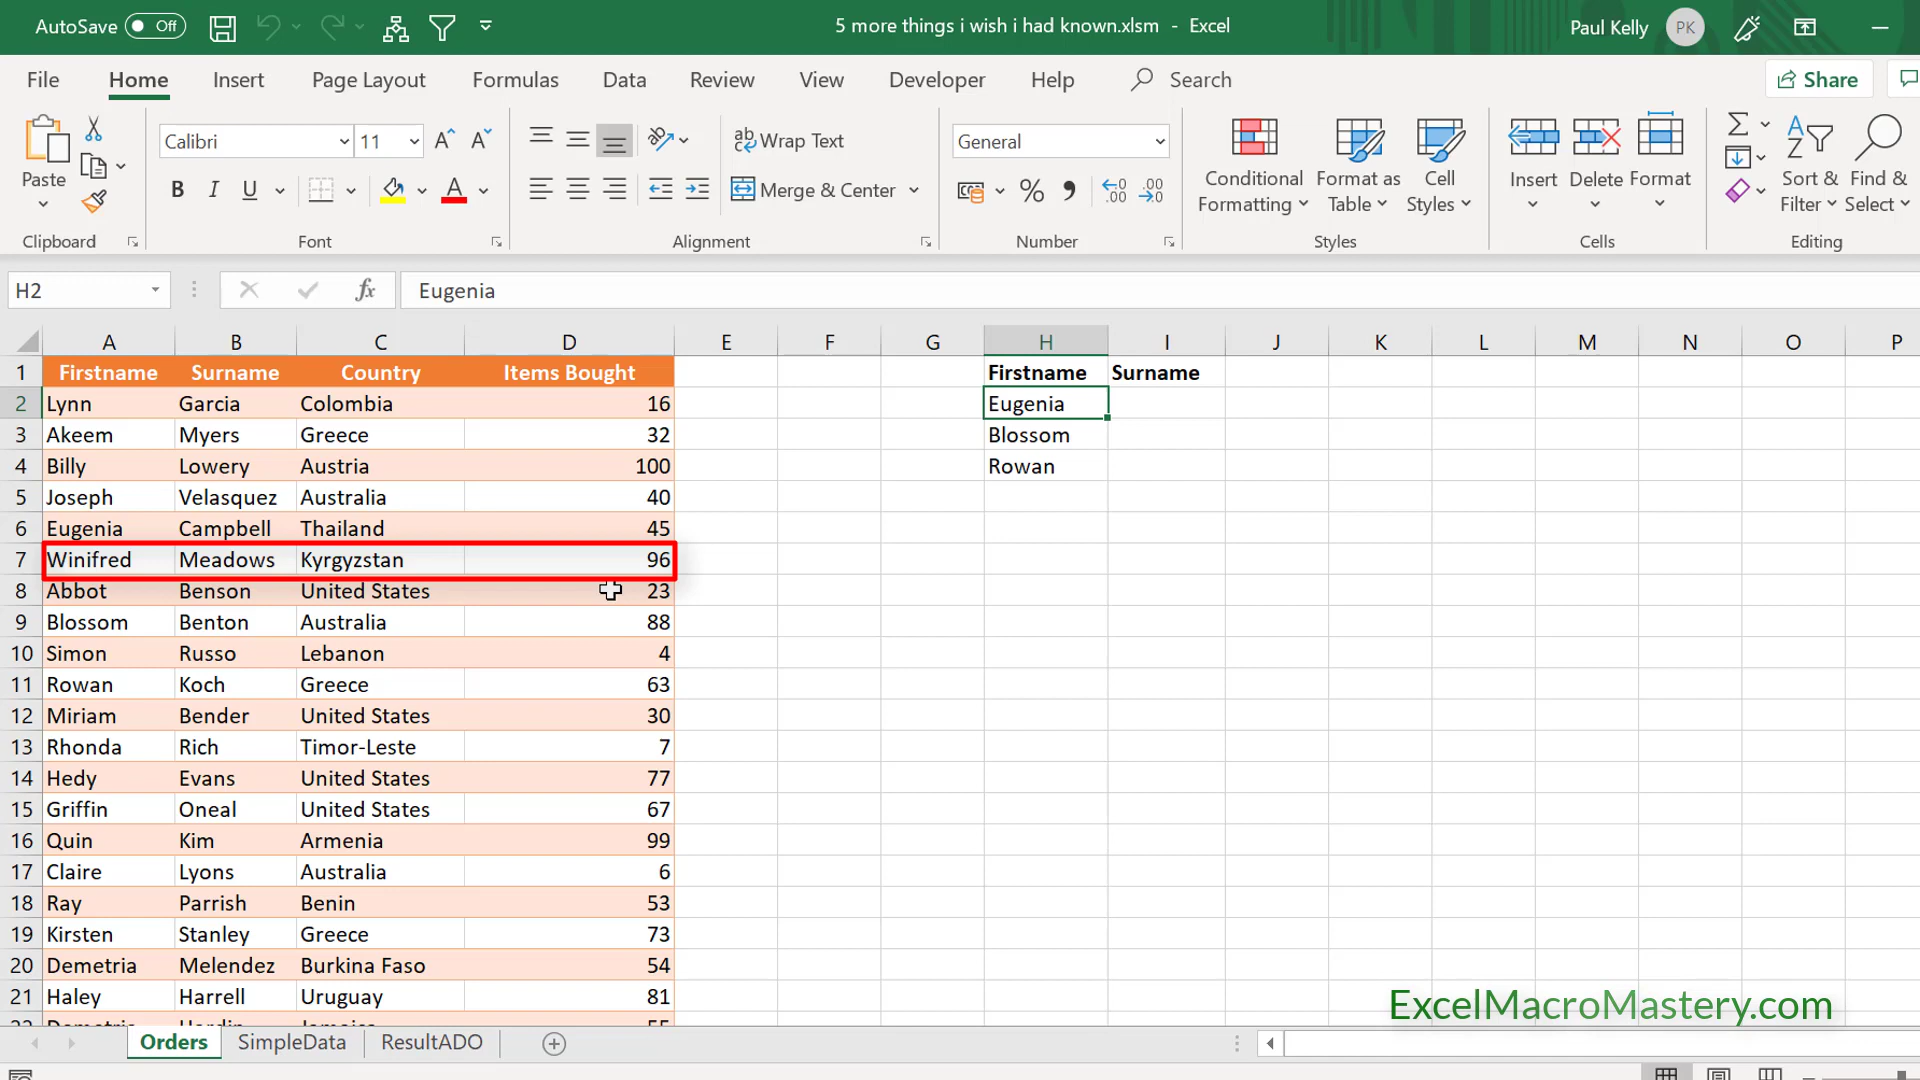 AutoSave Off 5 more things i wish i had known.xlsm - Excel Paul Kelly PK
File Home Insert Page Layout Formulas Data Review View Developer Help Search Share
Calibri 11 Wrap Text General
Paste B I U A Merge & Center % Conditional Formatting Format as Table Cell Styles Insert Delete Format Sort & Filter Find & Select
Clipboard Font Alignment Number Styles Cells Editing
H2 fx Eugenia
A B C D E F G H I J K L M N O P
1 Firstname Surname Country Items Bought Firstname Surname
2 Lynn Garcia Colombia 16 Eugenia
3 Akeem Myers Greece 32 Blossom
4 Billy Lowery Austria 100 Rowan
5 Joseph Velasquez Australia 40
6 Eugenia Campbell Thailand 45
7 Winifred Meadows Kyrgyzstan 96
8 Abbot Benson United States 23
9 Blossom Benton Australia 88
10 Simon Russo Lebanon 4
11 Rowan Koch Greece 63
12 Miriam Bender United States 30
13 Rhonda Rich Timor-Leste 7
14 Hedy Evans United States 77
15 Griffin Oneal United States 67
16 Quin Kim Armenia 99
17 Claire Lyons Australia 6
18 Ray Parrish Benin 53
19 Kirsten Stanley Greece 73
20 Demetria Melendez Burkina Faso 54
21 Haley Harrell Uruguay 81
ExcelMacroMastery.com
Orders SimpleData ResultADO